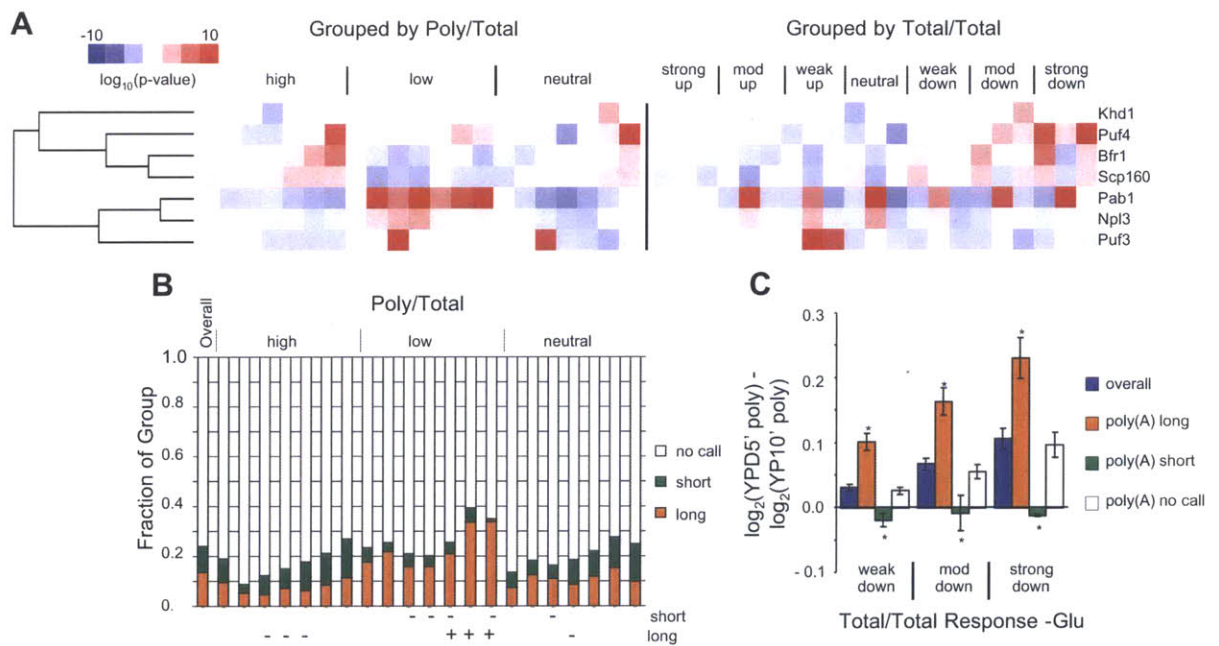 A
-10 10
log10(p-value)
Grouped by Poly/Total
high low neutral
Grouped by Total/Total
strong up
mod up
weak up
neutral
weak down
mod down
strong down
Khd1
Puf4
Bfr1
Scp160
Pab1
Npl3
Puf3
B
Poly/Total
Overall
high low neutral
Fraction of Group
1.0
0.8
0.6
0.4
0.2
0.
no call
short
long
- - - - short
- - - + + + - long
C
log2(YPD5' poly) -
log2(YP10' poly)
0.3
0.2
0.1
0.0
- 0.1
* * * * * *
overall
poly(A) long
poly(A) short
poly(A) no call
weak down
mod down
strong down
Total/Total Response -Glu